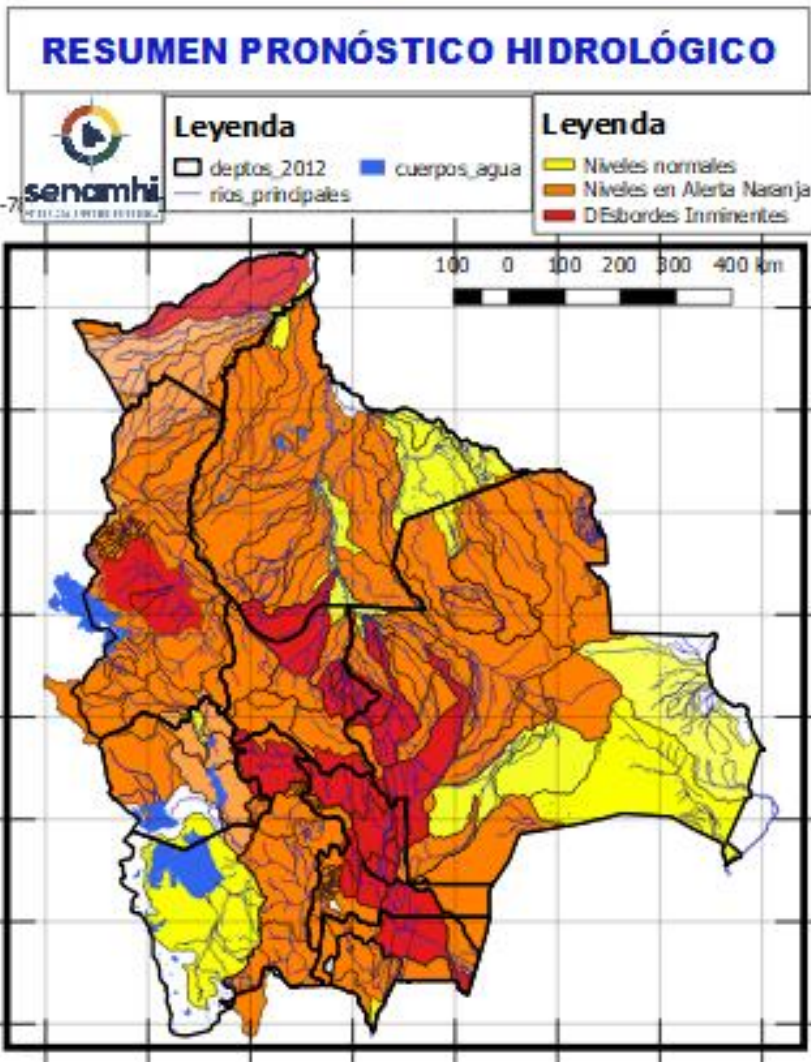 RESUMEN PRONÓSTICO HIDROLÓGICO
senamhi
Leyenda
deptos_2012
cuerpos_agua
rios_principales
Leyenda
Niveles normales
Niveles en Alerta Naranja
DEsbordes Inminentes
100 0 100 200 300 400 km